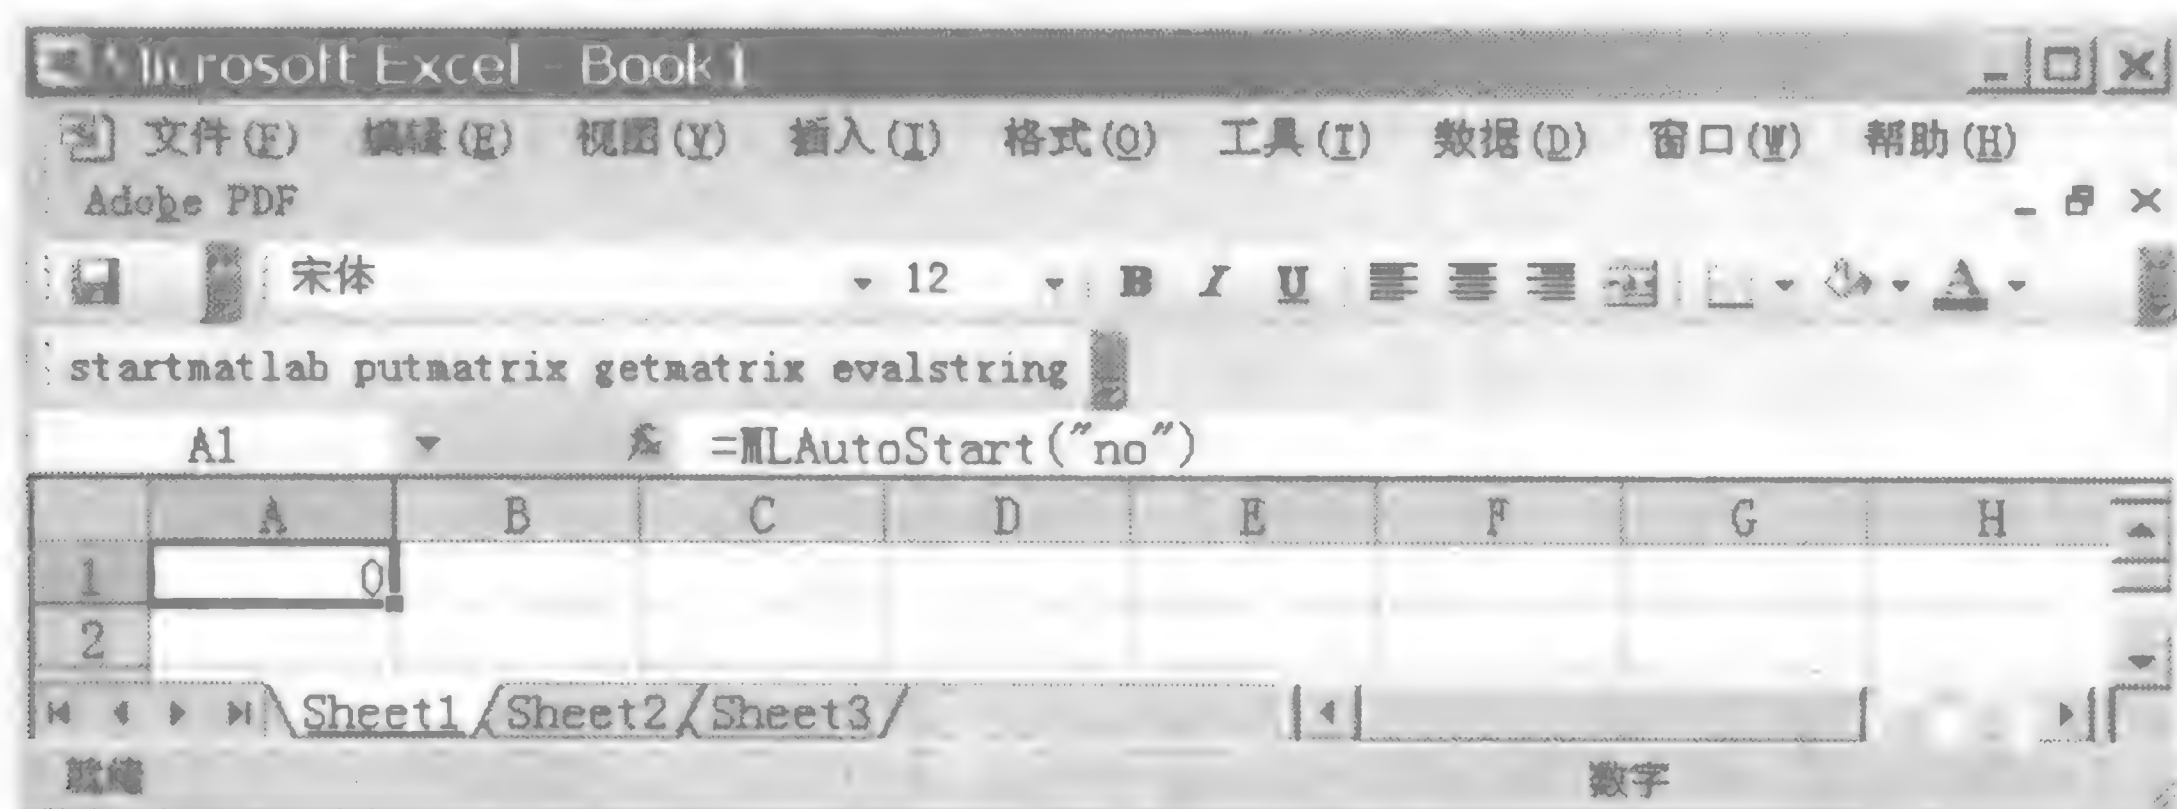 Microsoft Excel - Book1
文件(F) 编辑(E) 视图(V) 插入(I) 格式(O) 工具(T) 数据(D) 窗口(W) 帮助(H)
Adobe PDF
宋体 12 B I U A
startmatlab putmatrix getmatrix evalstring
A1 fx =MLAutoStart("no")
A B C D E F G H
1 0
2
Sheet1 Sheet2 Sheet3
就绪 数字